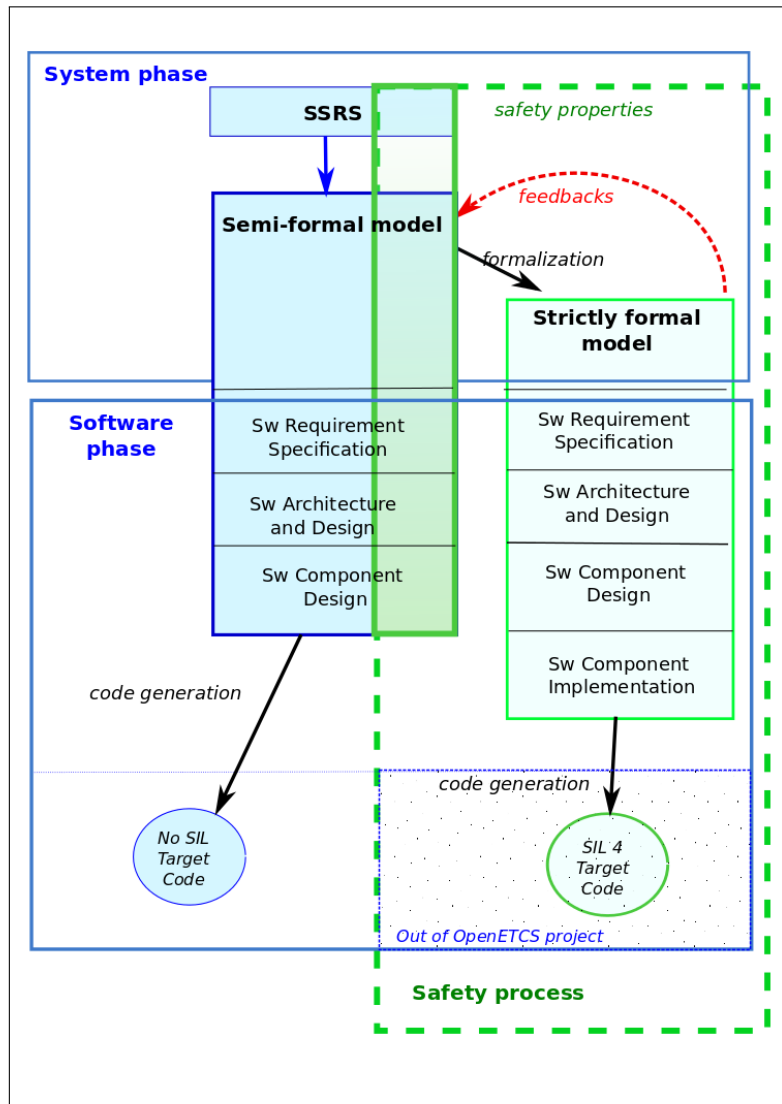 System phase
SSRS
safety properties
feedbacks
Semi-formal model
formalization
Strictly formal
model
Software
phase
Sw Requirement
Specification
Sw Architecture
and Design
Sw Component
Design
Sw Requirement
Specification
Sw Architecture
and Design
Sw Component
Design
Sw Component
Implementation
code generation
code generation
No SIL
Target
Code
SIL 4
Target
Code
Out of OpenETCS project
Safety process